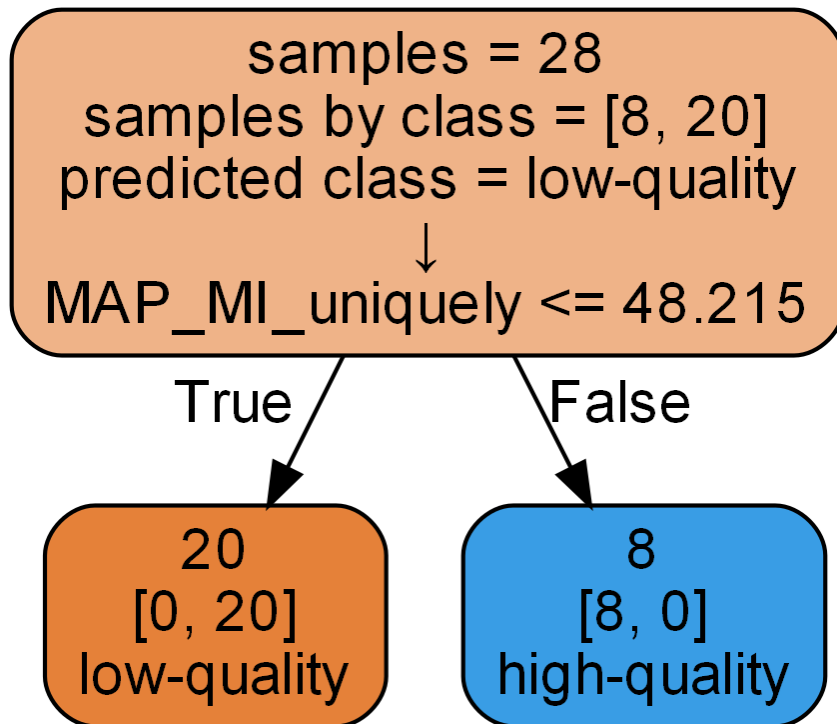 samples = 28
samples by class = [8, 20]
predicted class = low-quality
↓
MAP_MI_uniquely <= 48.215
True
False
20
[0, 20]
low-quality
8
[8, 0]
high-quality